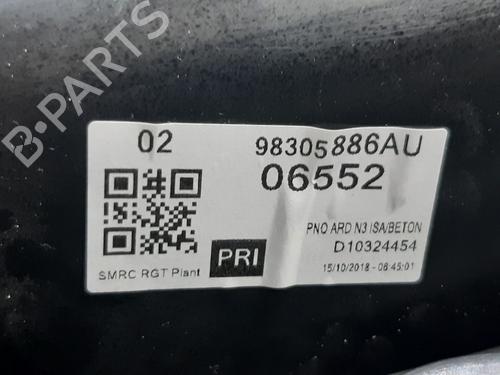 B-PARTS
02
98305886AU
06552
PNO ARD N3 ISA/BETON
D10324454
PRI
SMRC RGT Plant
15/10/2018 - 06:45:01